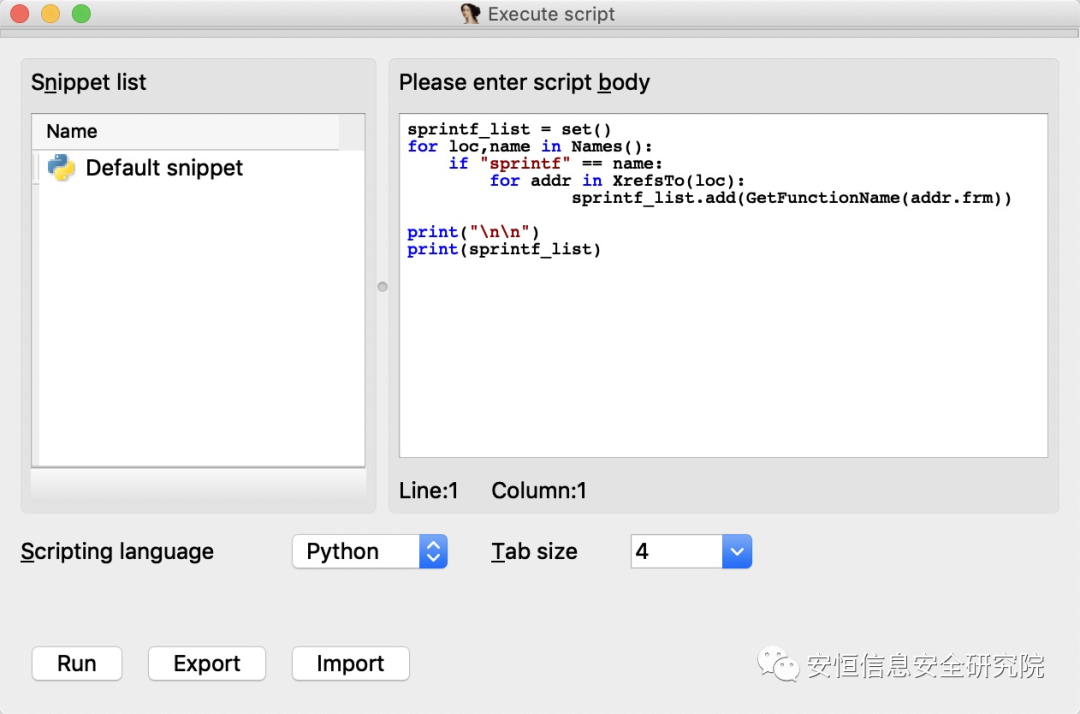 Execute script
Snippet list
Name
Default snippet
Please enter script body
sprintf_list = set()
for loc,name in Names():
    if "sprintf" == name:
        for addr in XrefsTo(loc):
                sprintf_list.add(GetFunctionName(addr.frm))

print("\n\n")
print(sprintf_list)
Line:1 Column:1
Scripting language Python Tab size 4
Run Export Import
安恒信息安全研究院